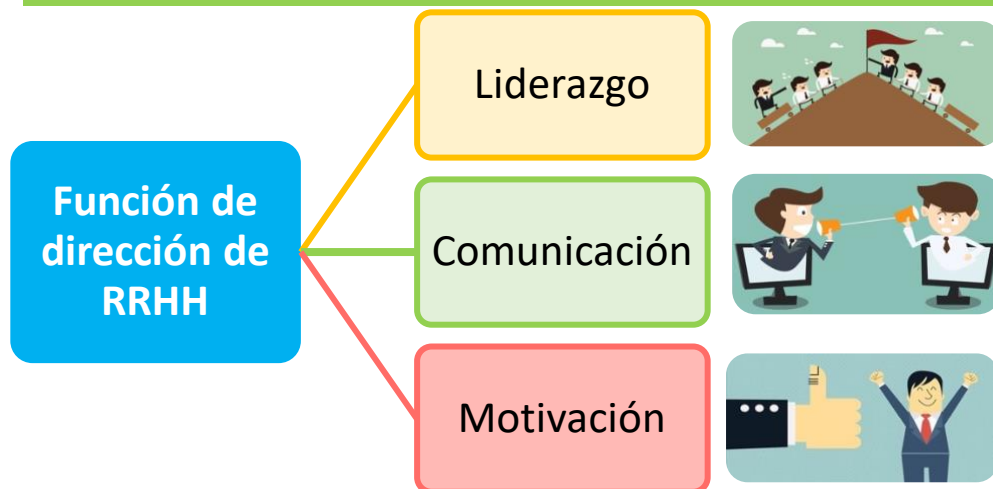 Función de
dirección de
RRHH
Liderazgo
Comunicación
Motivación